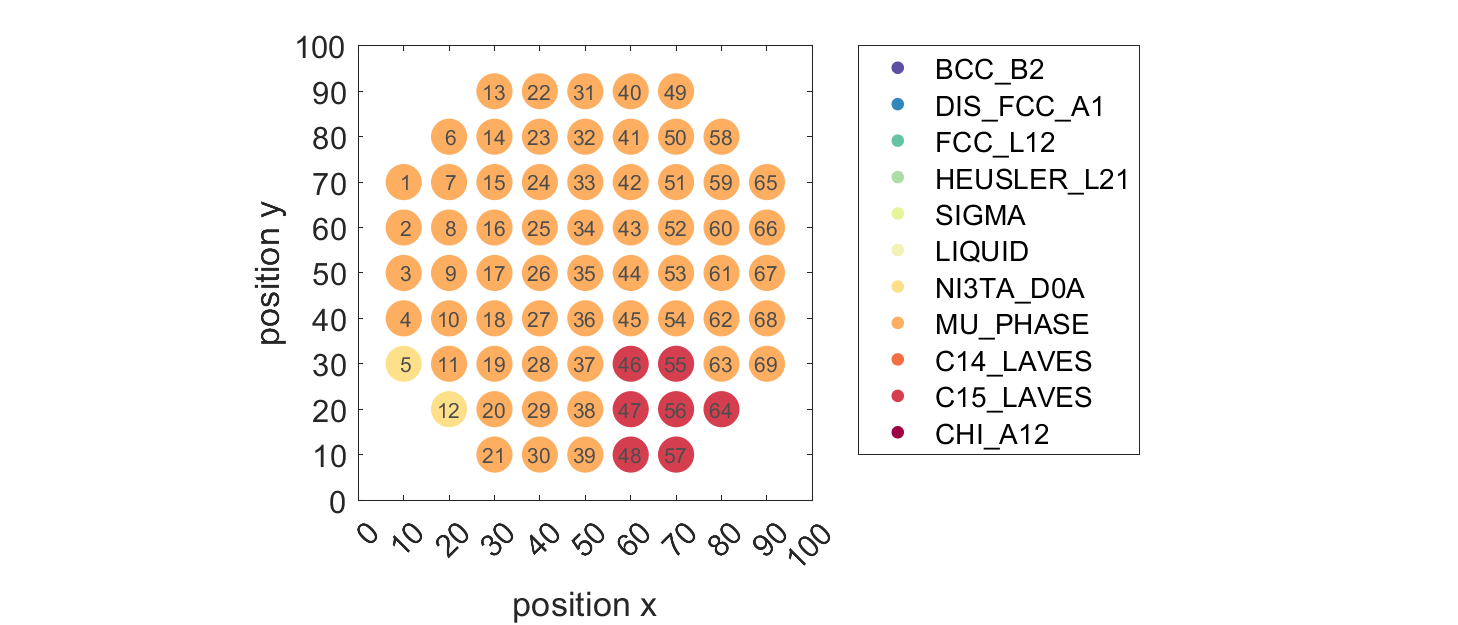 100
90
80
70
60
50
40
30
20
10
0
position y
13 22 31 40 49
6 14 23 32 41 50 58
1 7 15 24 33 42 51 59 65
2 8 16 25 34 43 52 60 66
3 9 17 26 35 44 53 61 67
4 10 18 27 36 45 54 62 68
5 11 19 28 37 46 55 63 69
12 20 29 38 47 56 64
21 30 39 48 57
0 10 20 30 40 50 60 70 80 90 100
position x
BCC_B2
DIS_FCC_A1
FCC_L12
HEUSLER_L21
SIGMA
LIQUID
NI3TA_D0A
MU_PHASE
C14_LAVES
C15_LAVES
CHI_A12